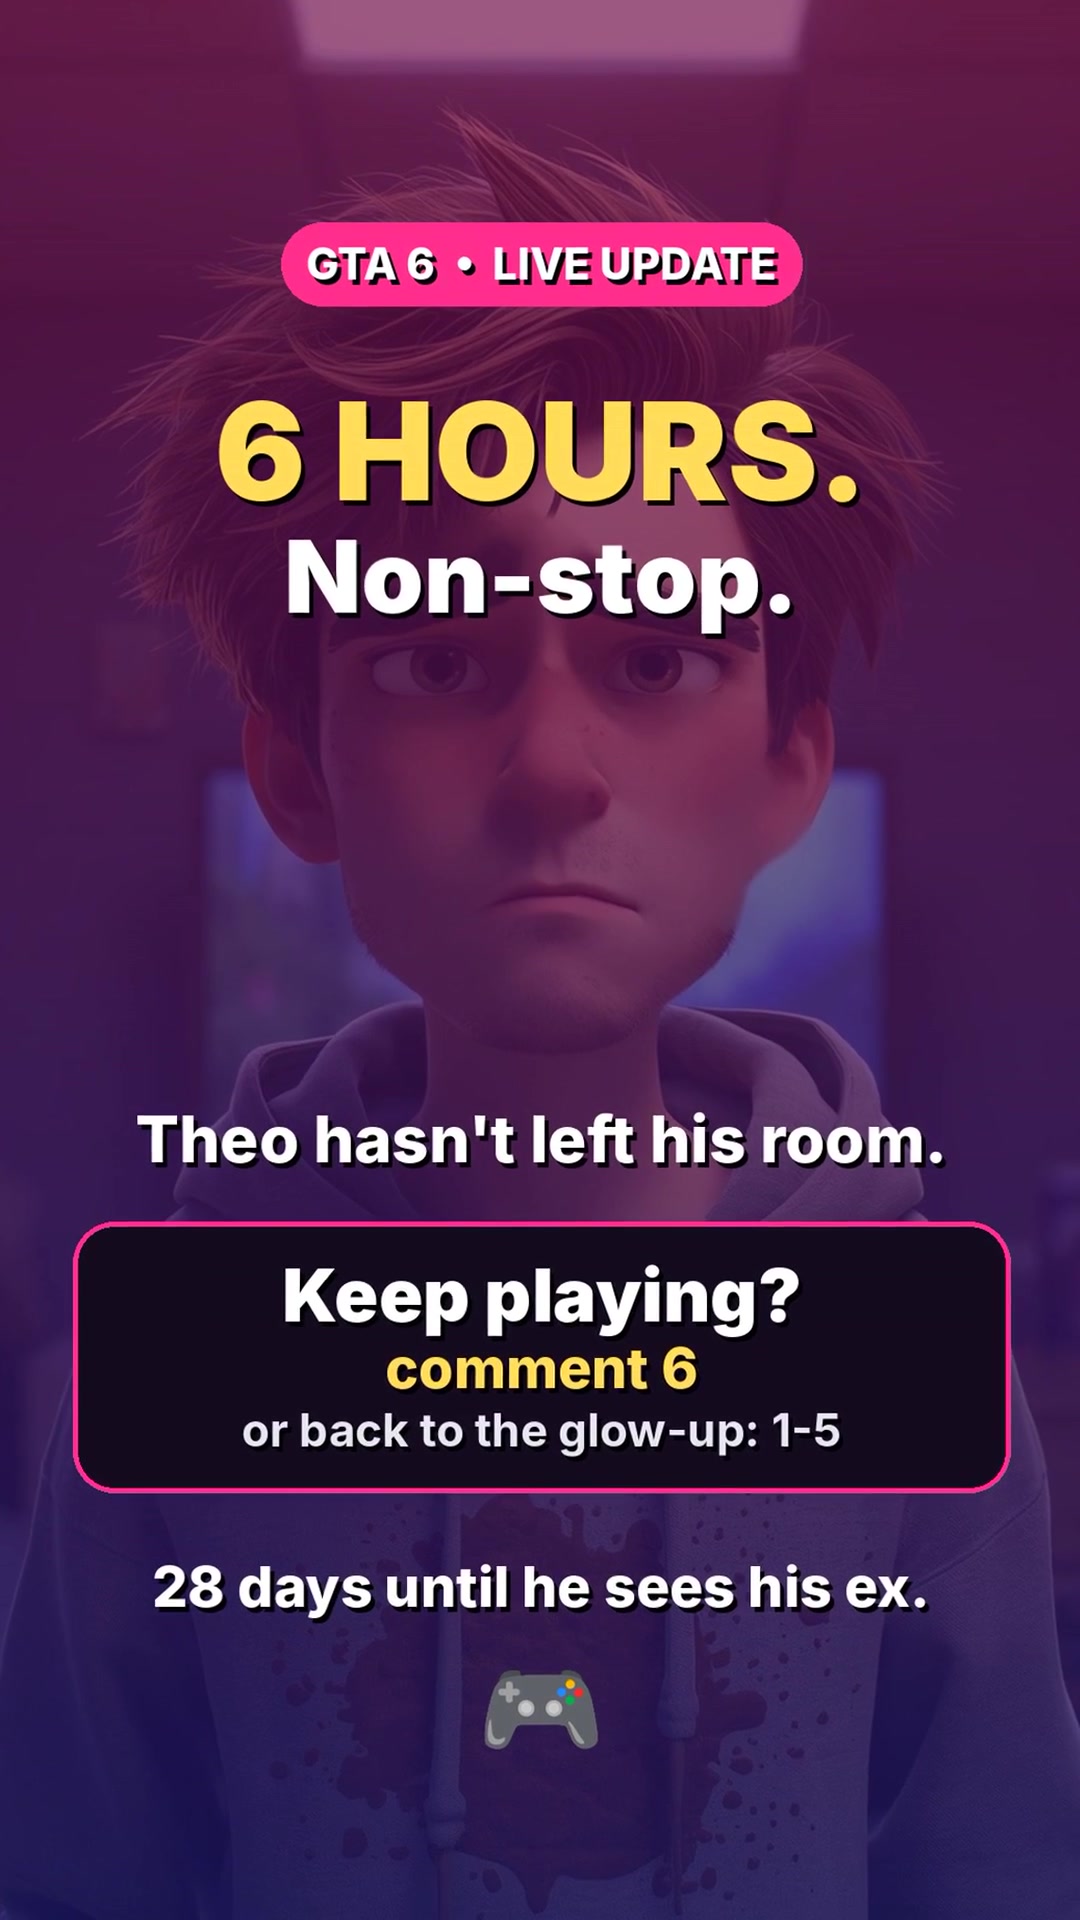 GTA 6 • LIVE UPDATE
6 HOURS.
Non-stop.
Theo hasn't left his room.
Keep playing?
comment 6
or back to the glow-up: 1-5
28 days until he sees his ex.